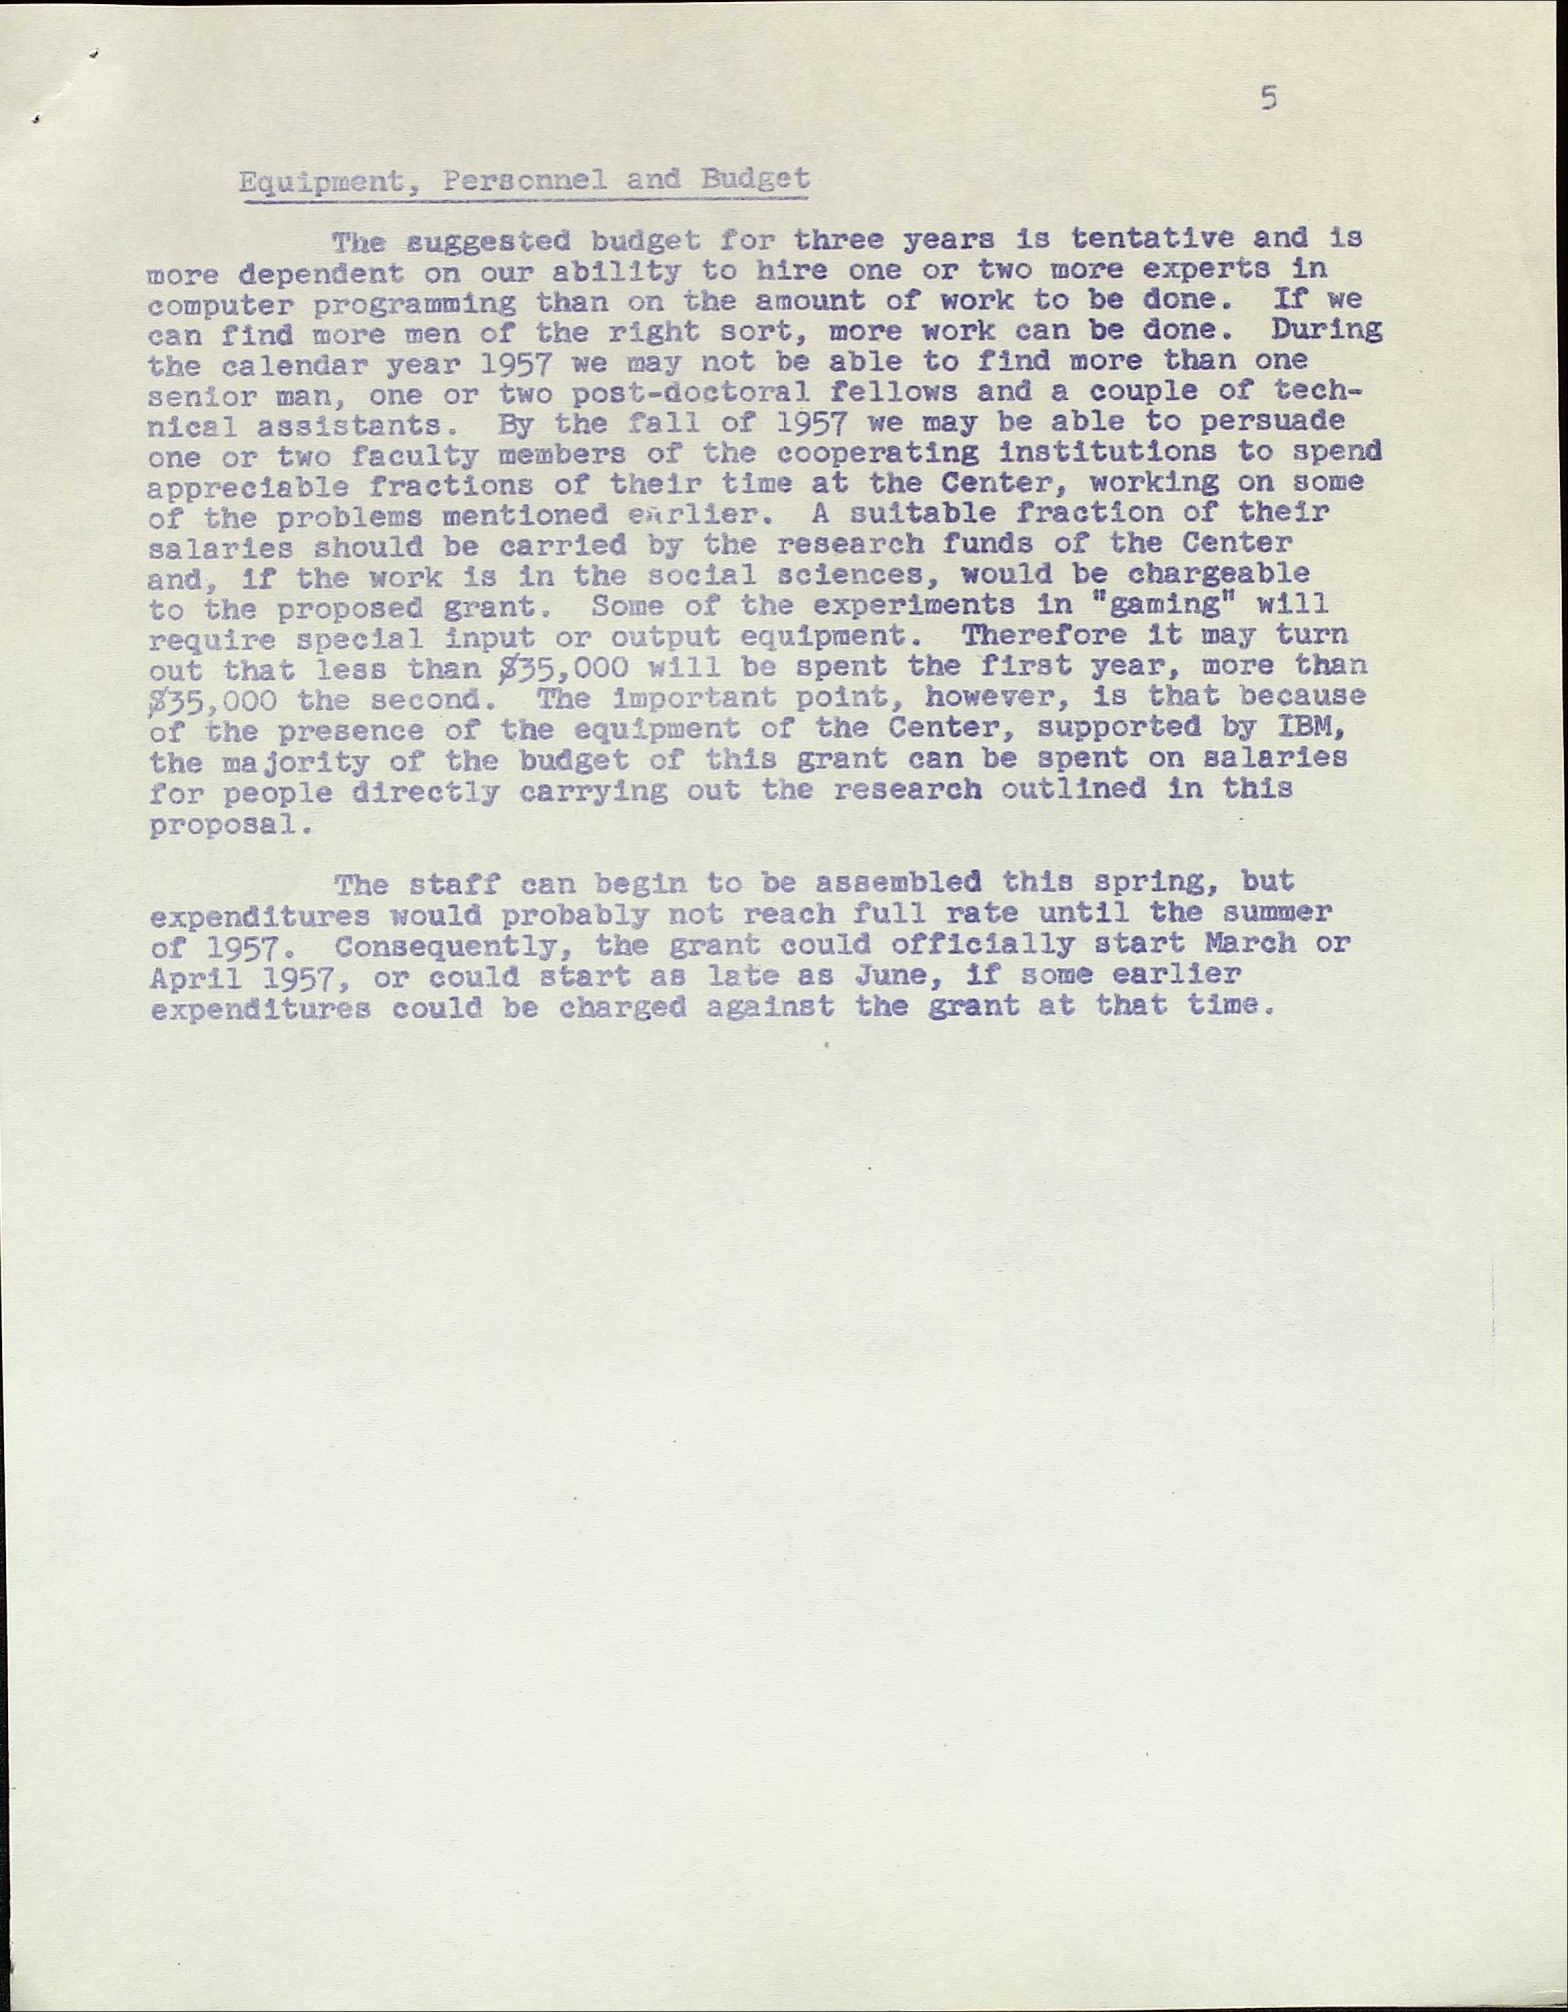 5
Equipment, Personnel and Budget
The suggested budget for three years is tentative and is
more dependent on our ability to hire one or two more experts in
computer programming than on the amount of work to be done. If we
can find more men of the right sort, more work can be done. During
the calendar year 1957 we may not be able to find more than one
senior man, one or two post-doctoral fellows and a couple of tech-
nical assistants. By the fall of 1957 we may be able to persuade
one or two faculty members of the cooperating institutions to spend
appreciable fractions of their time at the Center, working on some
of the problems mentioned earlier. A suitable fraction of their
salaries should be carried by the research funds of the Center
and, if the work is in the social sciences, would be chargeable
to the proposed grant. Some of the experiments in "gaming" will
require special input or output equipment. Therefore it may turn
out that less than $35,000 will be spent the first year, more than
$35,000 the second. The important point, however, is that because
of the presence of the equipment of the Center, supported by IBM,
the majority of the budget of this grant can be spent on salaries
for people directly carrying out the research outlined in this
proposal.
The staff can begin to be assembled this spring, but
expenditures would probably not reach full rate until the summer
of 1957. Consequently, the grant could officially start March or
April 1957, or could start as late as June, if some earlier
expenditures could be charged against the grant at that time.